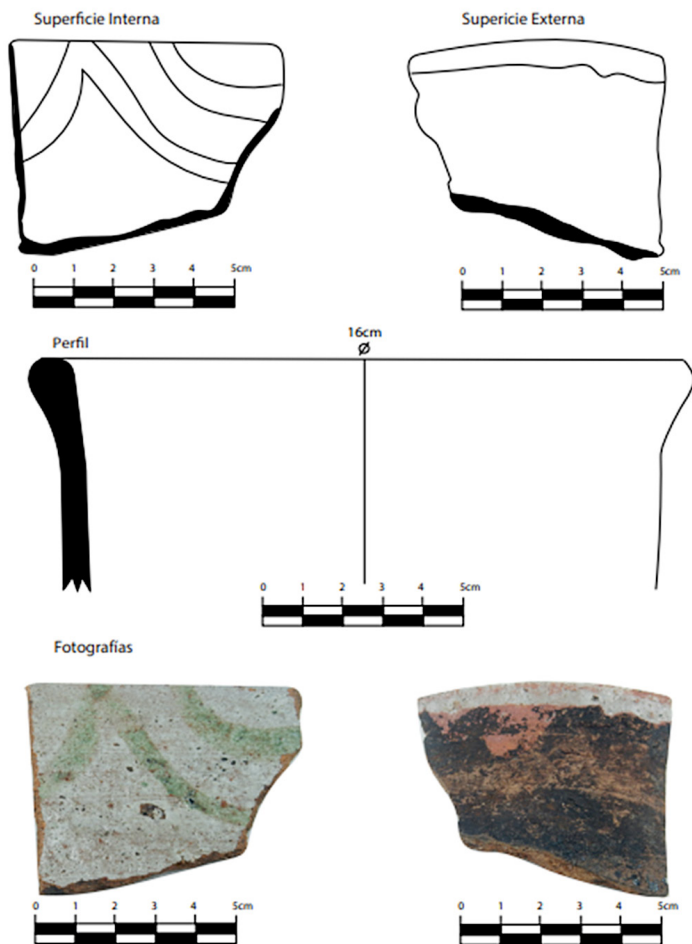 Superficie Interna
Supericie Externa
0 1 2 3 4 5cm
0 1 2 3 4 5cm
Perfil
16cm
Ø
0 1 2 3 4 5cm
Fotografías
0 1 2 3 4 5cm
0 1 2 3 4 5cm